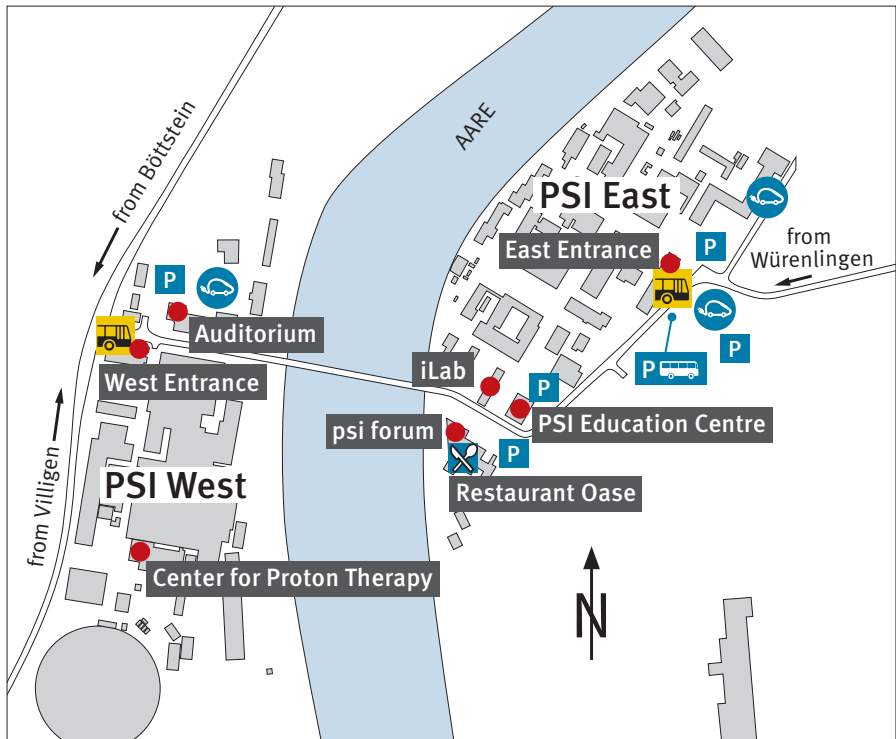 from Böttstein
AARE
PSI East
East Entrance
P
from
Würenlingen
P
Auditorium
West Entrance
P
P
iLab
P
PSI Education Centre
psi forum
P
Restaurant Oase
from Villigen
PSI West
Center for Proton Therapy
N